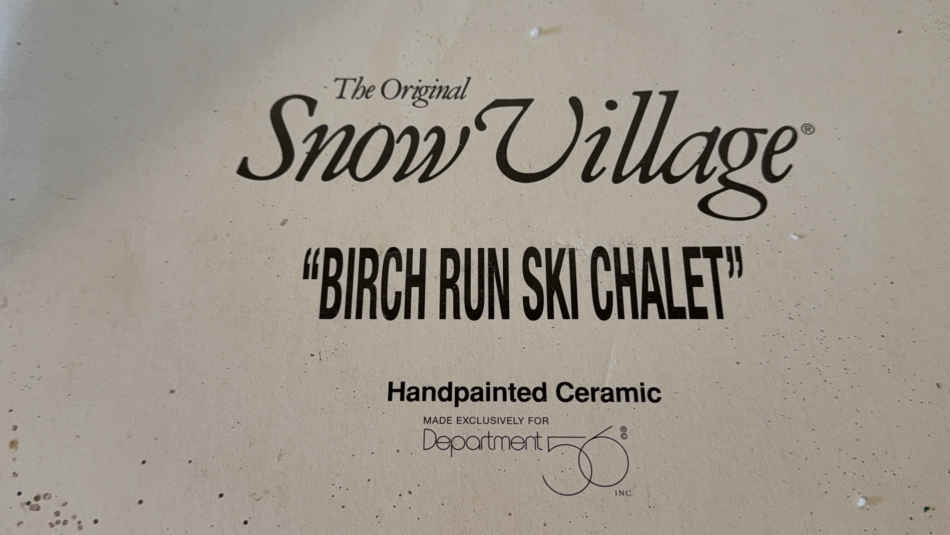 The Original
Snow Village®
“BIRCH RUN SKI CHALET”
Handpainted Ceramic
MADE EXCLUSIVELY FOR
Department 56®
INC.